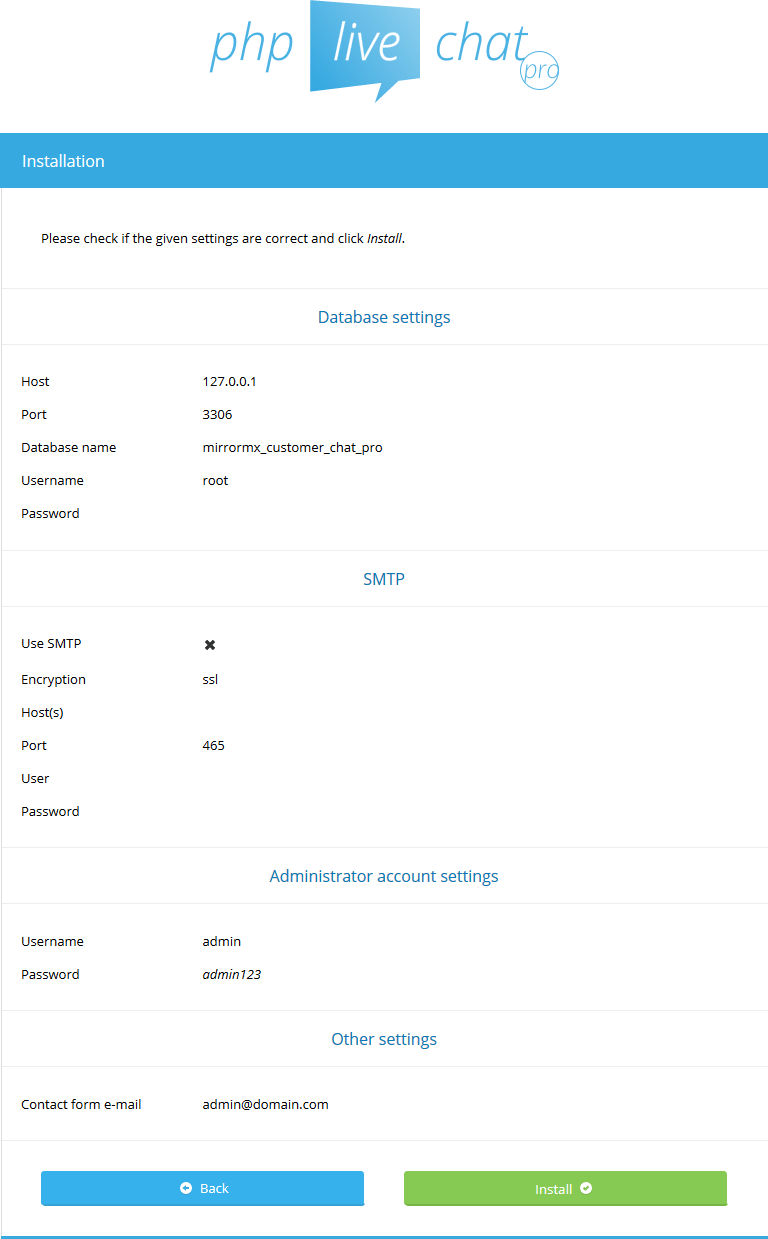 php live chat pro
Installation
Please check if the given settings are correct and click Install.
Database settings
Host 127.0.0.1
Port 3306
Database name mirrormx_customer_chat_pro
Username root
Password
SMTP
Use SMTP ✖
Encryption ssl
Host(s)
Port 465
User
Password
Administrator account settings
Username admin
Password admin123
Other settings
Contact form e-mail admin@domain.com
Back Install